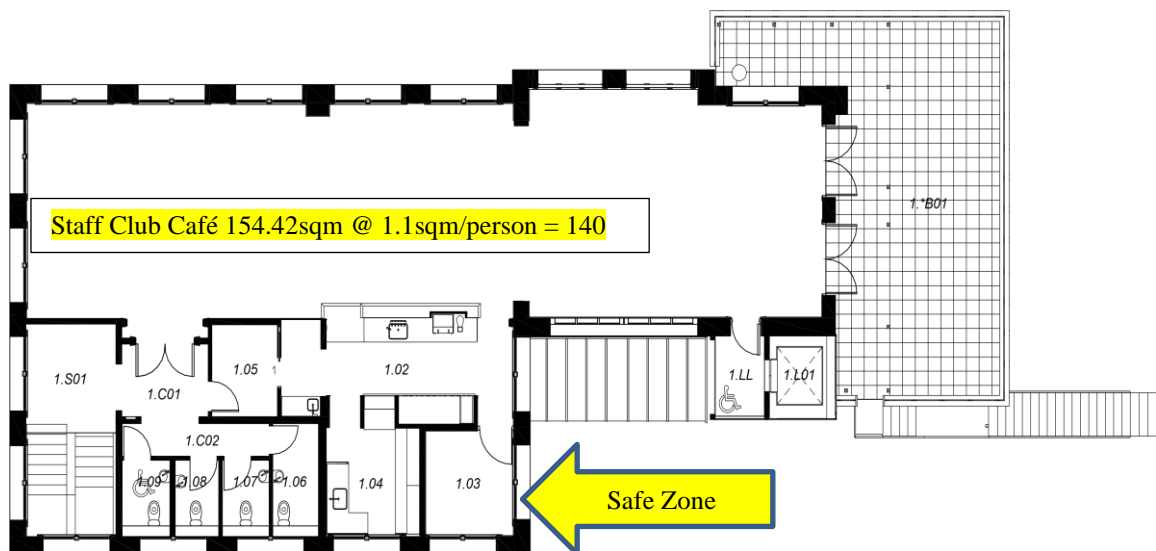 1.*B01
Staff Club Café 154.42sqm @ 1.1sqm/person = 140
1.S01
1.C01
1.05
1
1.02
1.LL
1.L01
1.C02
1.09
1.08
1.07
1.06
1.04
1.03
Safe Zone